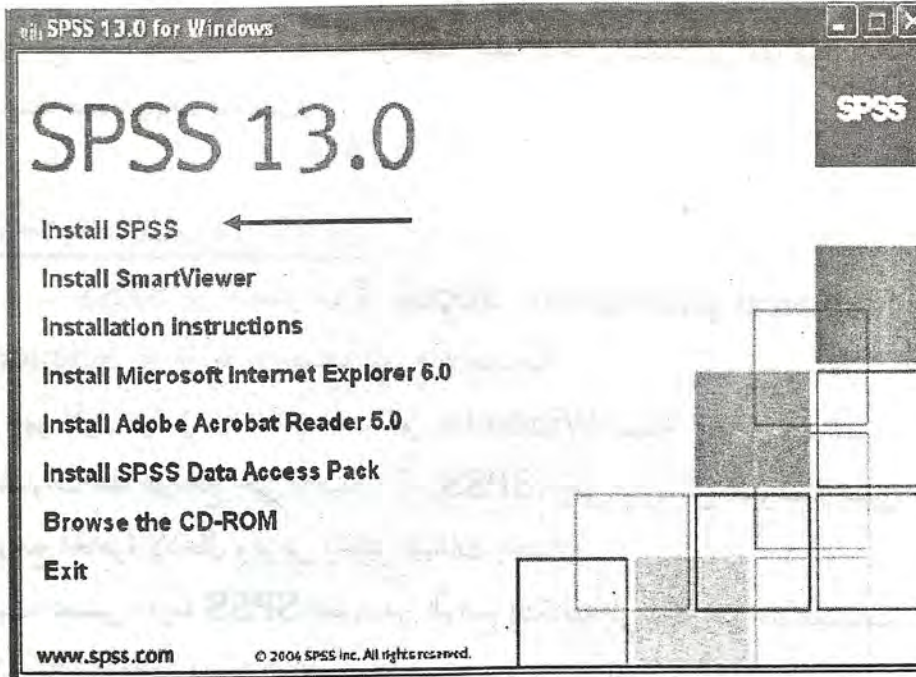 SPSS 13.0 for Windows
SPSS
SPSS 13.0
Install SPSS
Install SmartViewer
Installation Instructions
Install Microsoft Internet Explorer 6.0
Install Adobe Acrobat Reader 5.0
Install SPSS Data Access Pack
Browse the CD-ROM
Exit
www.spss.com
© 2004 SPSS Inc. All rights reserved.